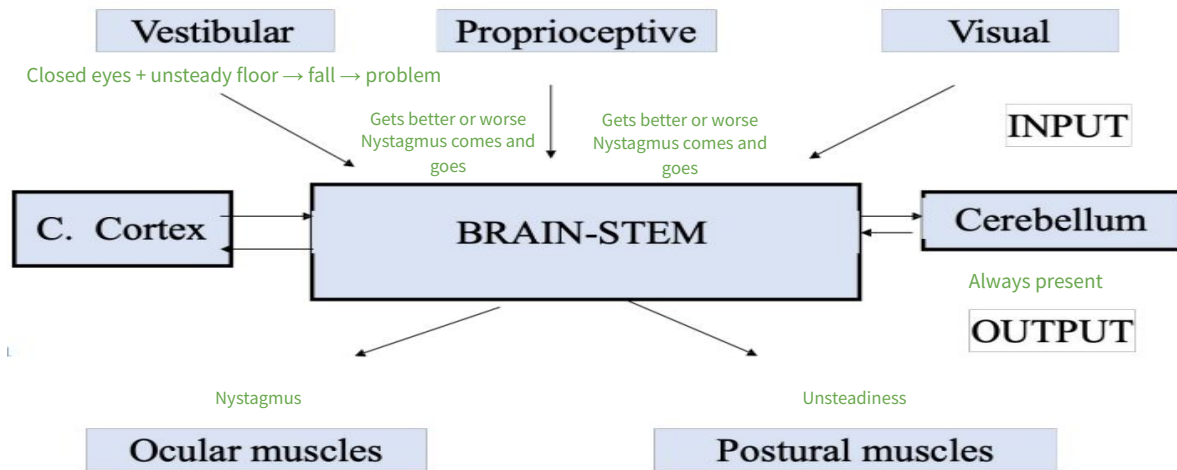 Vestibular
Proprioceptive
Visual
Closed eyes + unsteady floor → fall → problem
Gets better or worse
Nystagmus comes and
goes
Gets better or worse
Nystagmus comes and
goes
INPUT
C. Cortex
BRAIN-STEM
Cerebellum
Always present
OUTPUT
Nystagmus
Unsteadiness
Ocular muscles
Postural muscles